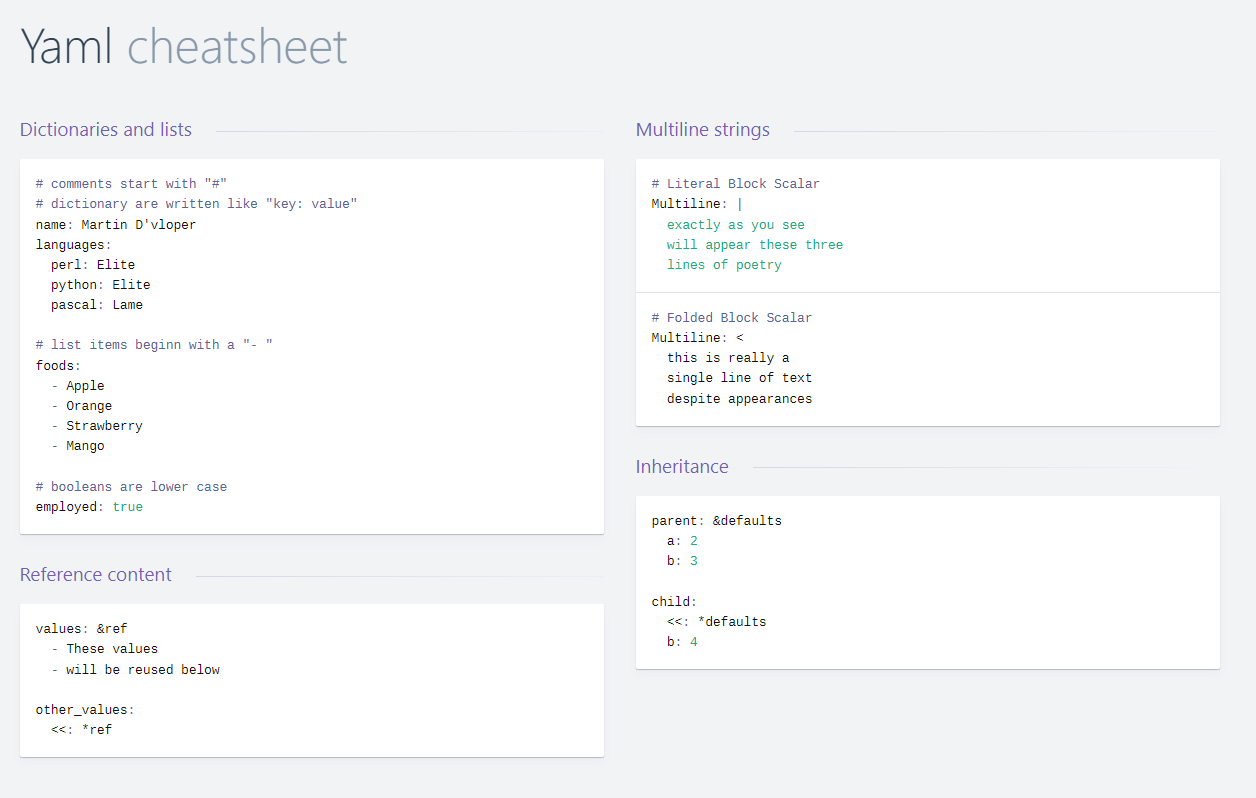 Yaml cheatsheet
Dictionaries and lists
# comments start with "#"
# dictionary are written like "key: value"
name: Martin D'vloper
languages:
  perl: Elite
  python: Elite
  pascal: Lame
# list items beginn with a "- "
foods:
  - Apple
  - Orange
  - Strawberry
  - Mango
# booleans are lower case
employed: true
Reference content
values: &ref
  - These values
  - will be reused below
other_values:
  <<: *ref
Multiline strings
# Literal Block Scalar
Multiline: |
  exactly as you see
  will appear these three
  lines of poetry
# Folded Block Scalar
Multiline: <
  this is really a
  single line of text
  despite appearances
Inheritance
parent: &defaults
  a: 2
  b: 3
child:
  <<: *defaults
  b: 4